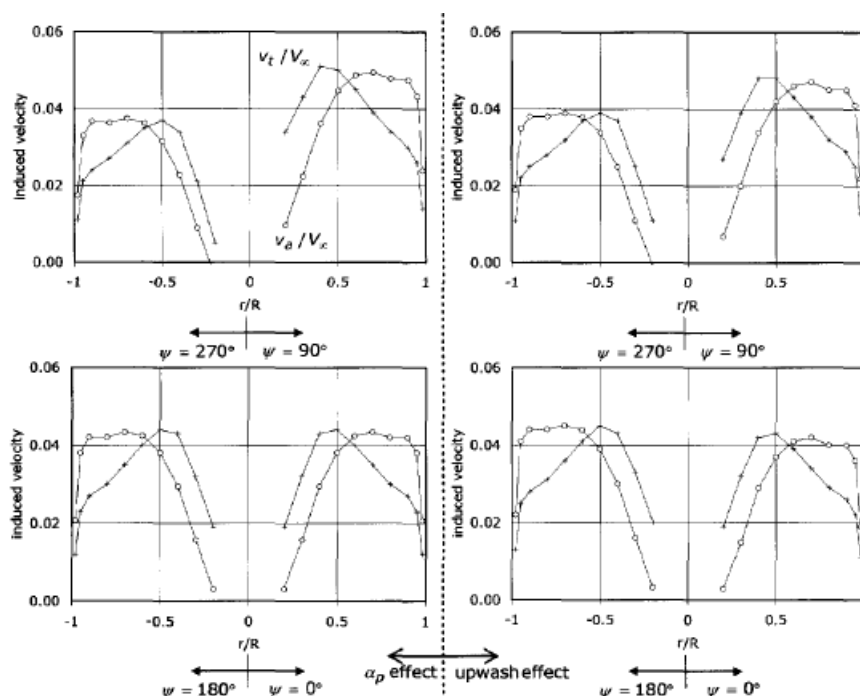 0.06 0.06
v_t /V_∞
0.04 0.04
induced velocity induced velocity
0.02 0.02
v_a /V_∞
0.00 0.00
-1 -0.5 0 0.5 1 -1 -0.5 0 0.5
r/R r/R
ψ = 270° ψ = 90° ψ = 270° ψ = 90°
0.06 0.06
0.04 0.04
induced velocity induced velocity
0.02 0.02
0.00 0.00
-1 -0.5 0 0.5 1 -1 -0.5 0 0.5
r/R r/R
α_p effect upwash effect
ψ = 180° ψ = 0° ψ = 180° ψ = 0°